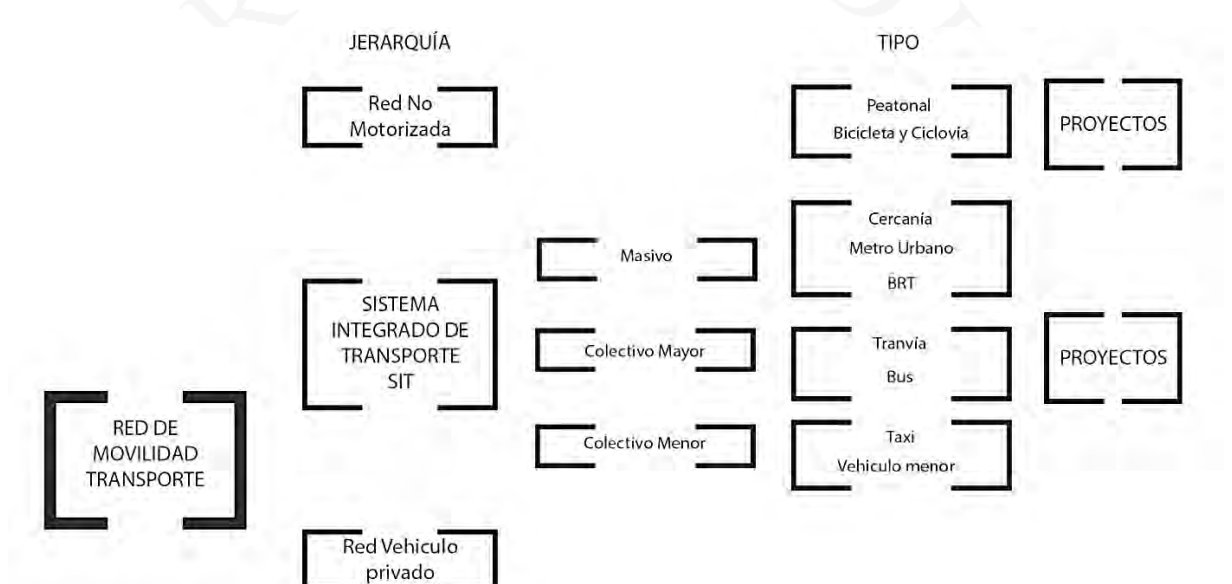 JERARQUÍA
TIPO
Red No
Motorizada
Peatonal
Bicicleta y Ciclovía
PROYECTOS
SISTEMA
INTEGRADO DE
TRANSPORTE
SIT
Masivo
Cercanía
Metro Urbano
BRT
Colectivo Mayor
Tranvía
Bus
PROYECTOS
Colectivo Menor
Taxi
Vehiculo menor
RED DE
MOVILIDAD
TRANSPORTE
Red Vehiculo
privado